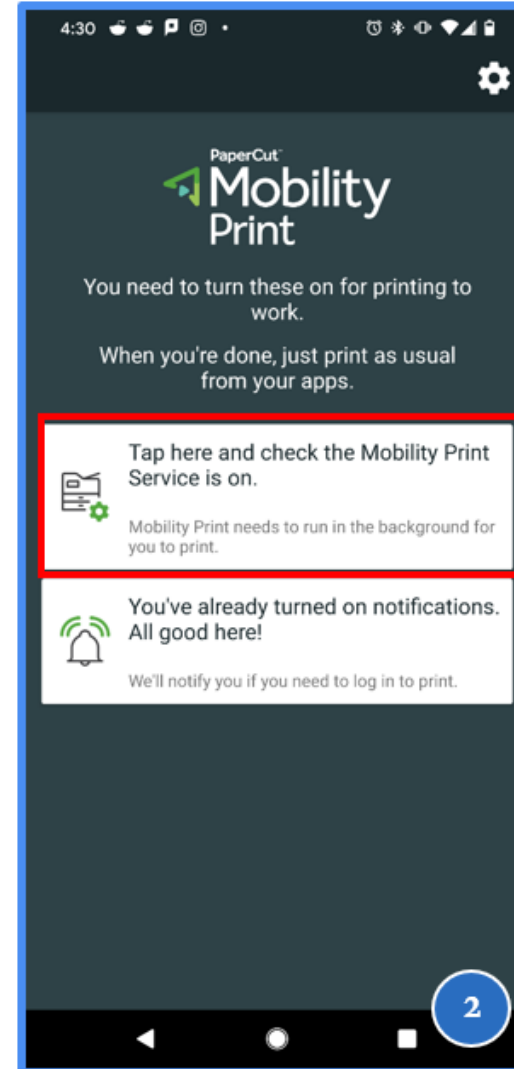 4:30
PaperCut™
Mobility
Print
You need to turn these on for printing to
work.
When you're done, just print as usual
from your apps.
Tap here and check the Mobility Print
Service is on.
Mobility Print needs to run in the background for
you to print.
You've already turned on notifications.
All good here!
We'll notify you if you need to log in to print.
2